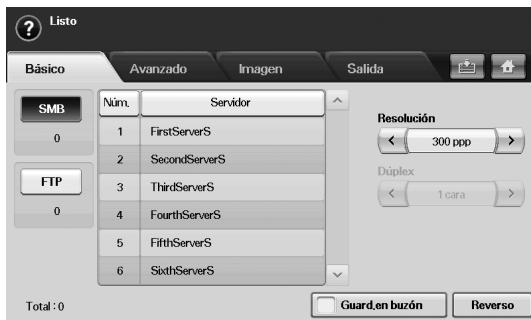 Listo
Básico Avanzado Imagen Salida
SMB
0
FTP
0
Núm. Servidor
1 FirstServerS
2 SecondServerS
3 ThirdServerS
4 FourthServerS
5 FifthServerS
6 SixthServerS
Resolución
300 ppp
Dúplex
1 cara
Total : 0
Guard.en buzón
Reverso